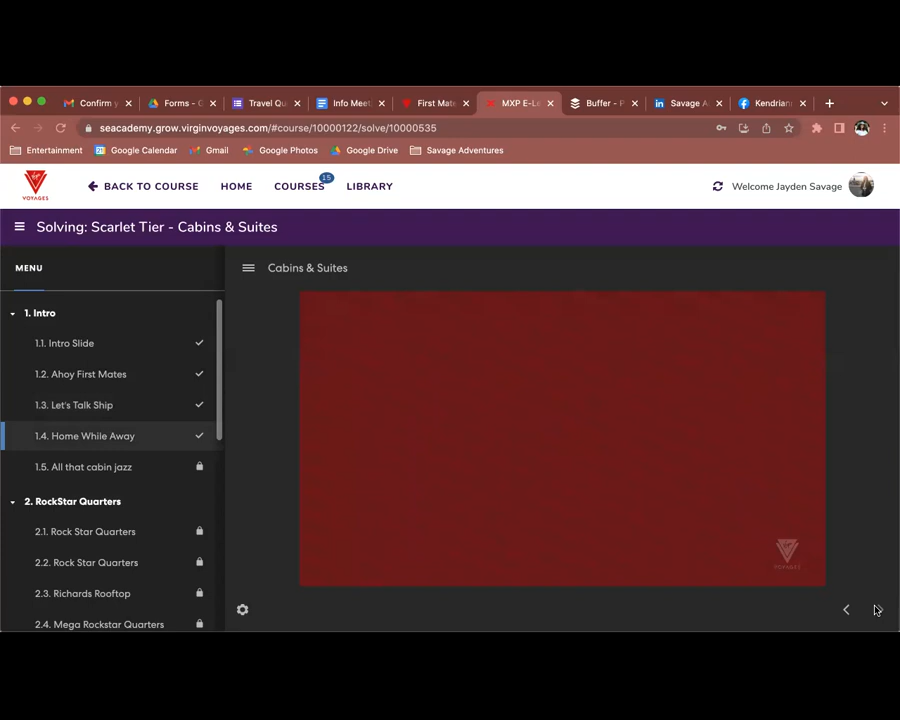 Confirm y
Forms - G
Travel Qu
Info Meet
First Mate
MXP E-Le
Buffer - P
Savage A
Kendrian
seacademy.grow.virginvoyages.com/#course/10000122/solve/10000535
Entertainment
Google Calendar
Gmail
Google Photos
Google Drive
Savage Adventures
VOYAGES
BACK TO COURSE
HOME
COURSES
15
LIBRARY
Welcome Jayden Savage
Solving: Scarlet Tier - Cabins & Suites
MENU
Cabins & Suites
1. Intro
1.1. Intro Slide
1.2. Ahoy First Mates
1.3. Let's Talk Ship
1.4. Home While Away
1.5. All that cabin jazz
2. RockStar Quarters
2.1. Rock Star Quarters
2.2. Rock Star Quarters
2.3. Richards Rooftop
2.4. Mega Rockstar Quarters
VOYAGES